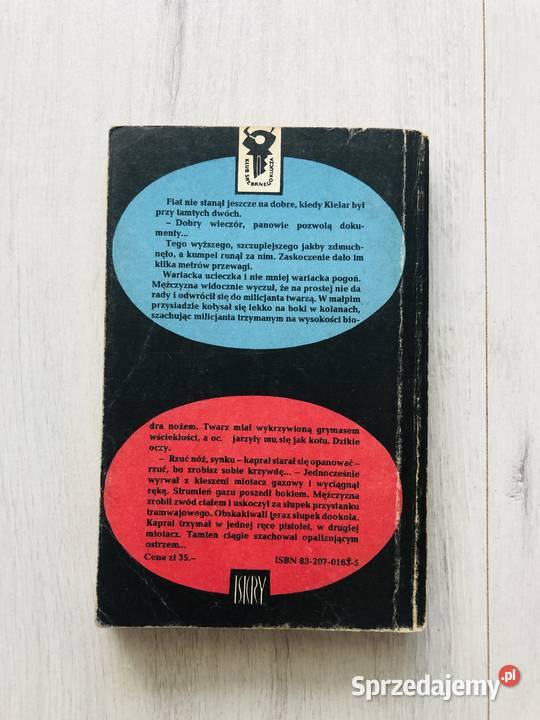 KLUB SREBRNEGO KLUCZA
Fiat nie stanął jeszcze na dobre, kiedy Kielar był
przy tamtych dwóch.
– Dobry wieczór, panowie pozwolą doku-
menty...
Tego wyższego, szczuplejszego jakby zdmuch-
nęło, a kumpel runął za nim. Zaskoczenie dało im
kilka metrów przewagi.
Wariacka ucieczka i nie mniej wariacka pogoń.
Mężczyzna widocznie wyczuł, że na prostej nie da
rady i odwrócił się do milicjanta twarzą. W małpim
przysiadzie kołysał się lekko na boki w kolanach,
szachując milicjanta trzymanym na wysokości bio-
dra nożem. Twarz miał wykrzywioną grymasem
wściekłości, a oc. jarzyły mu się jak kotu. Dzikie
oczy.
– Rzuć nóż, synku – kapral starał się opanować –
rzuć, bo zrobisz sobie krzywdę... – Jednocześnie
wyrwał z kieszeni miotacz gazowy i wyciągnął
rękę. Strumień gazu poszedł bokiem. Mężczyzna
zrobił zwód ciałem i uskoczył za słupek przystanku
tramwajowego. Obskakiwali teraz słupek dookoła.
Kapral trzymał w jednej ręce pistolet, w drugiej
miotacz. Tamten ciągle szachował opalizującym
ostrzem...
Cena zł 35.– ISBN 83-207-0163-5
ISKRY
Sprzedajemy.pl